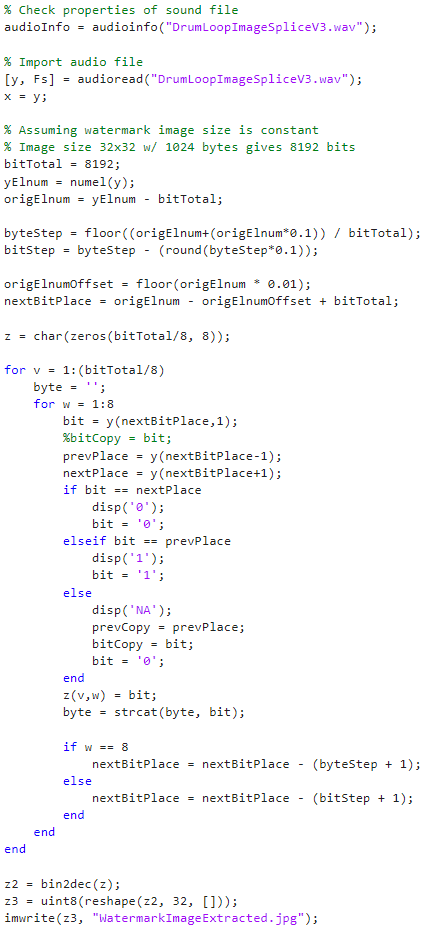 % Check properties of sound file
audioInfo = audioinfo("DrumLoopImageSpliceV3.wav");

% Import audio file
[y, Fs] = audioread("DrumLoopImageSpliceV3.wav");
x = y;

% Assuming watermark image size is constant
% Image size 32x32 w/ 1024 bytes gives 8192 bits
bitTotal = 8192;
yElnum = numel(y);
origElnum = yElnum - bitTotal;

byteStep = floor((origElnum+(origElnum*0.1)) / bitTotal);
bitStep = byteStep - (round(byteStep*0.1));

origElnumOffset = floor(origElnum * 0.01);
nextBitPlace = origElnum - origElnumOffset + bitTotal;

z = char(zeros(bitTotal/8, 8));

for v = 1:(bitTotal/8)
    byte = '';
    for w = 1:8
        bit = y(nextBitPlace,1);
        %bitCopy = bit;
        prevPlace = y(nextBitPlace-1);
        nextPlace = y(nextBitPlace+1);
        if bit == nextPlace
            disp('0');
            bit = '0';
        elseif bit == prevPlace
            disp('1');
            bit = '1';
        else
            disp('NA');
            prevCopy = prevPlace;
            bitCopy = bit;
            bit = '0';
        end
        z(v,w) = bit;
        byte = strcat(byte, bit);

        if w == 8
            nextBitPlace = nextBitPlace - (byteStep + 1);
        else
            nextBitPlace = nextBitPlace - (bitStep + 1);
        end
    end
end

z2 = bin2dec(z);
z3 = uint8(reshape(z2, 32, []));
imwrite(z3, "WatermarkImageExtracted.jpg");